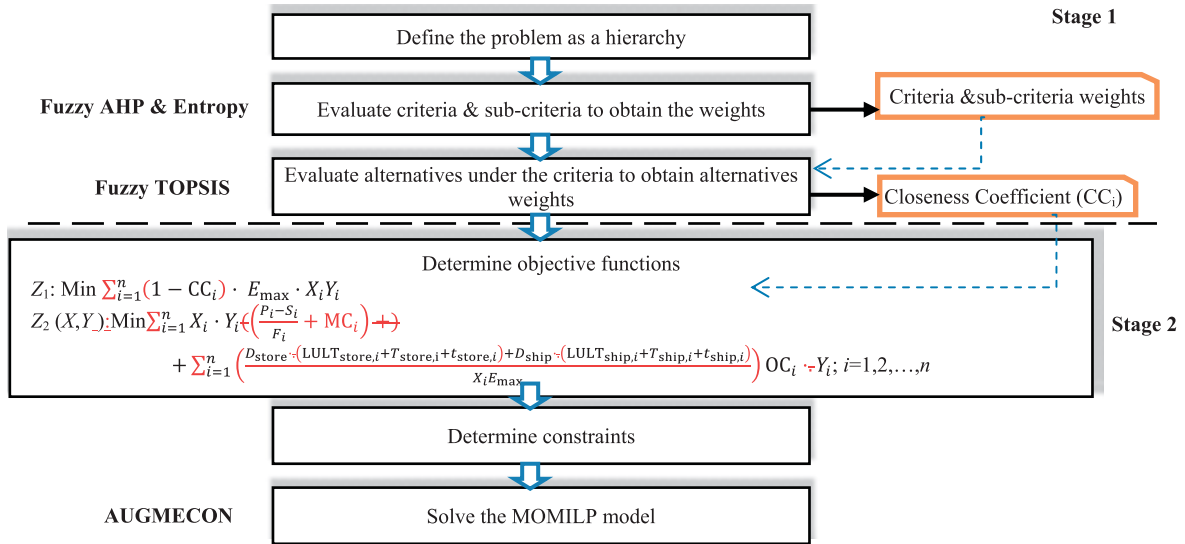 Stage 1
Define the problem as a hierarchy
Fuzzy AHP & Entropy
Evaluate criteria & sub-criteria to obtain the weights
Criteria &sub-criteria weights
Fuzzy TOPSIS
Evaluate alternatives under the criteria to obtain alternatives
weights
Closeness Coefficient (CCᵢ)
Determine objective functions
Z₁: Min ∑ⁿᵢ₌₁(1 − CCᵢ) · E_max · XᵢYᵢ
Z₂ (X,Y ):Min∑ⁿᵢ₌₁ Xᵢ · Yᵢ((Pᵢ−Sᵢ / Fᵢ + MCᵢ) +)
+ ∑ⁿᵢ₌₁ (D_store ·(LULT_store,i+T_store,i+t_store,i)+D_ship ·(LULT_ship,i+T_ship,i+t_ship,i) / XᵢE_max) OCᵢ ·Yᵢ; i=1,2,…,n
Stage 2
Determine constraints
AUGMECON
Solve the MOMILP model